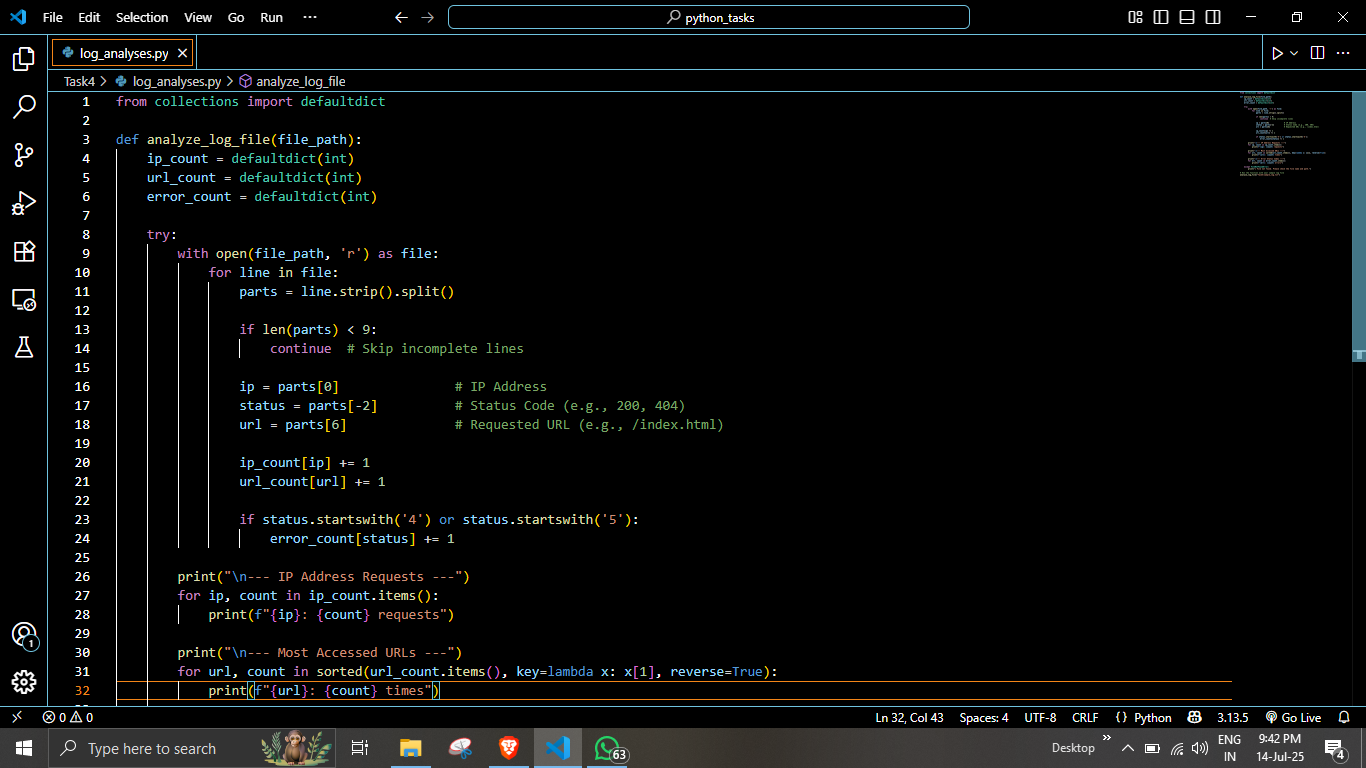 File Edit Selection View Go Run ··· python_tasks
log_analyses.py
Task4 > log_analyses.py > analyze_log_file
1 from collections import defaultdict
2
3 def analyze_log_file(file_path):
4     ip_count = defaultdict(int)
5     url_count = defaultdict(int)
6     error_count = defaultdict(int)
7
8     try:
9         with open(file_path, 'r') as file:
10             for line in file:
11                 parts = line.strip().split()
12
13                 if len(parts) < 9:
14                     continue  # Skip incomplete lines
15
16                 ip = parts[0]               # IP Address
17                 status = parts[-2]          # Status Code (e.g., 200, 404)
18                 url = parts[6]              # Requested URL (e.g., /index.html)
19
20                 ip_count[ip] += 1
21                 url_count[url] += 1
22
23                 if status.startswith('4') or status.startswith('5'):
24                     error_count[status] += 1
25
26         print("\n--- IP Address Requests ---")
27         for ip, count in ip_count.items():
28             print(f"{ip}: {count} requests")
29
30         print("\n--- Most Accessed URLs ---")
31         for url, count in sorted(url_count.items(), key=lambda x: x[1], reverse=True):
32             print(f"{url}: {count} times")
1
0 0 Ln 32, Col 43 Spaces: 4 UTF-8 CRLF {} Python 3.13.5 Go Live
Type here to search 63 Desktop ENG IN 9:42 PM 14-Jul-25 4